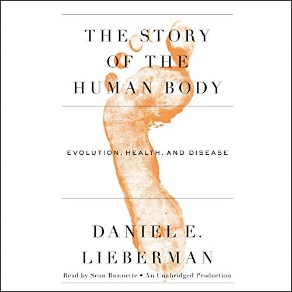 THE STORY
OF THE
HUMAN BODY
EVOLUTION, HEALTH, AND DISEASE
DANIEL E.
LIEBERMAN
Read by Sean Runnette • An Unabridged Production